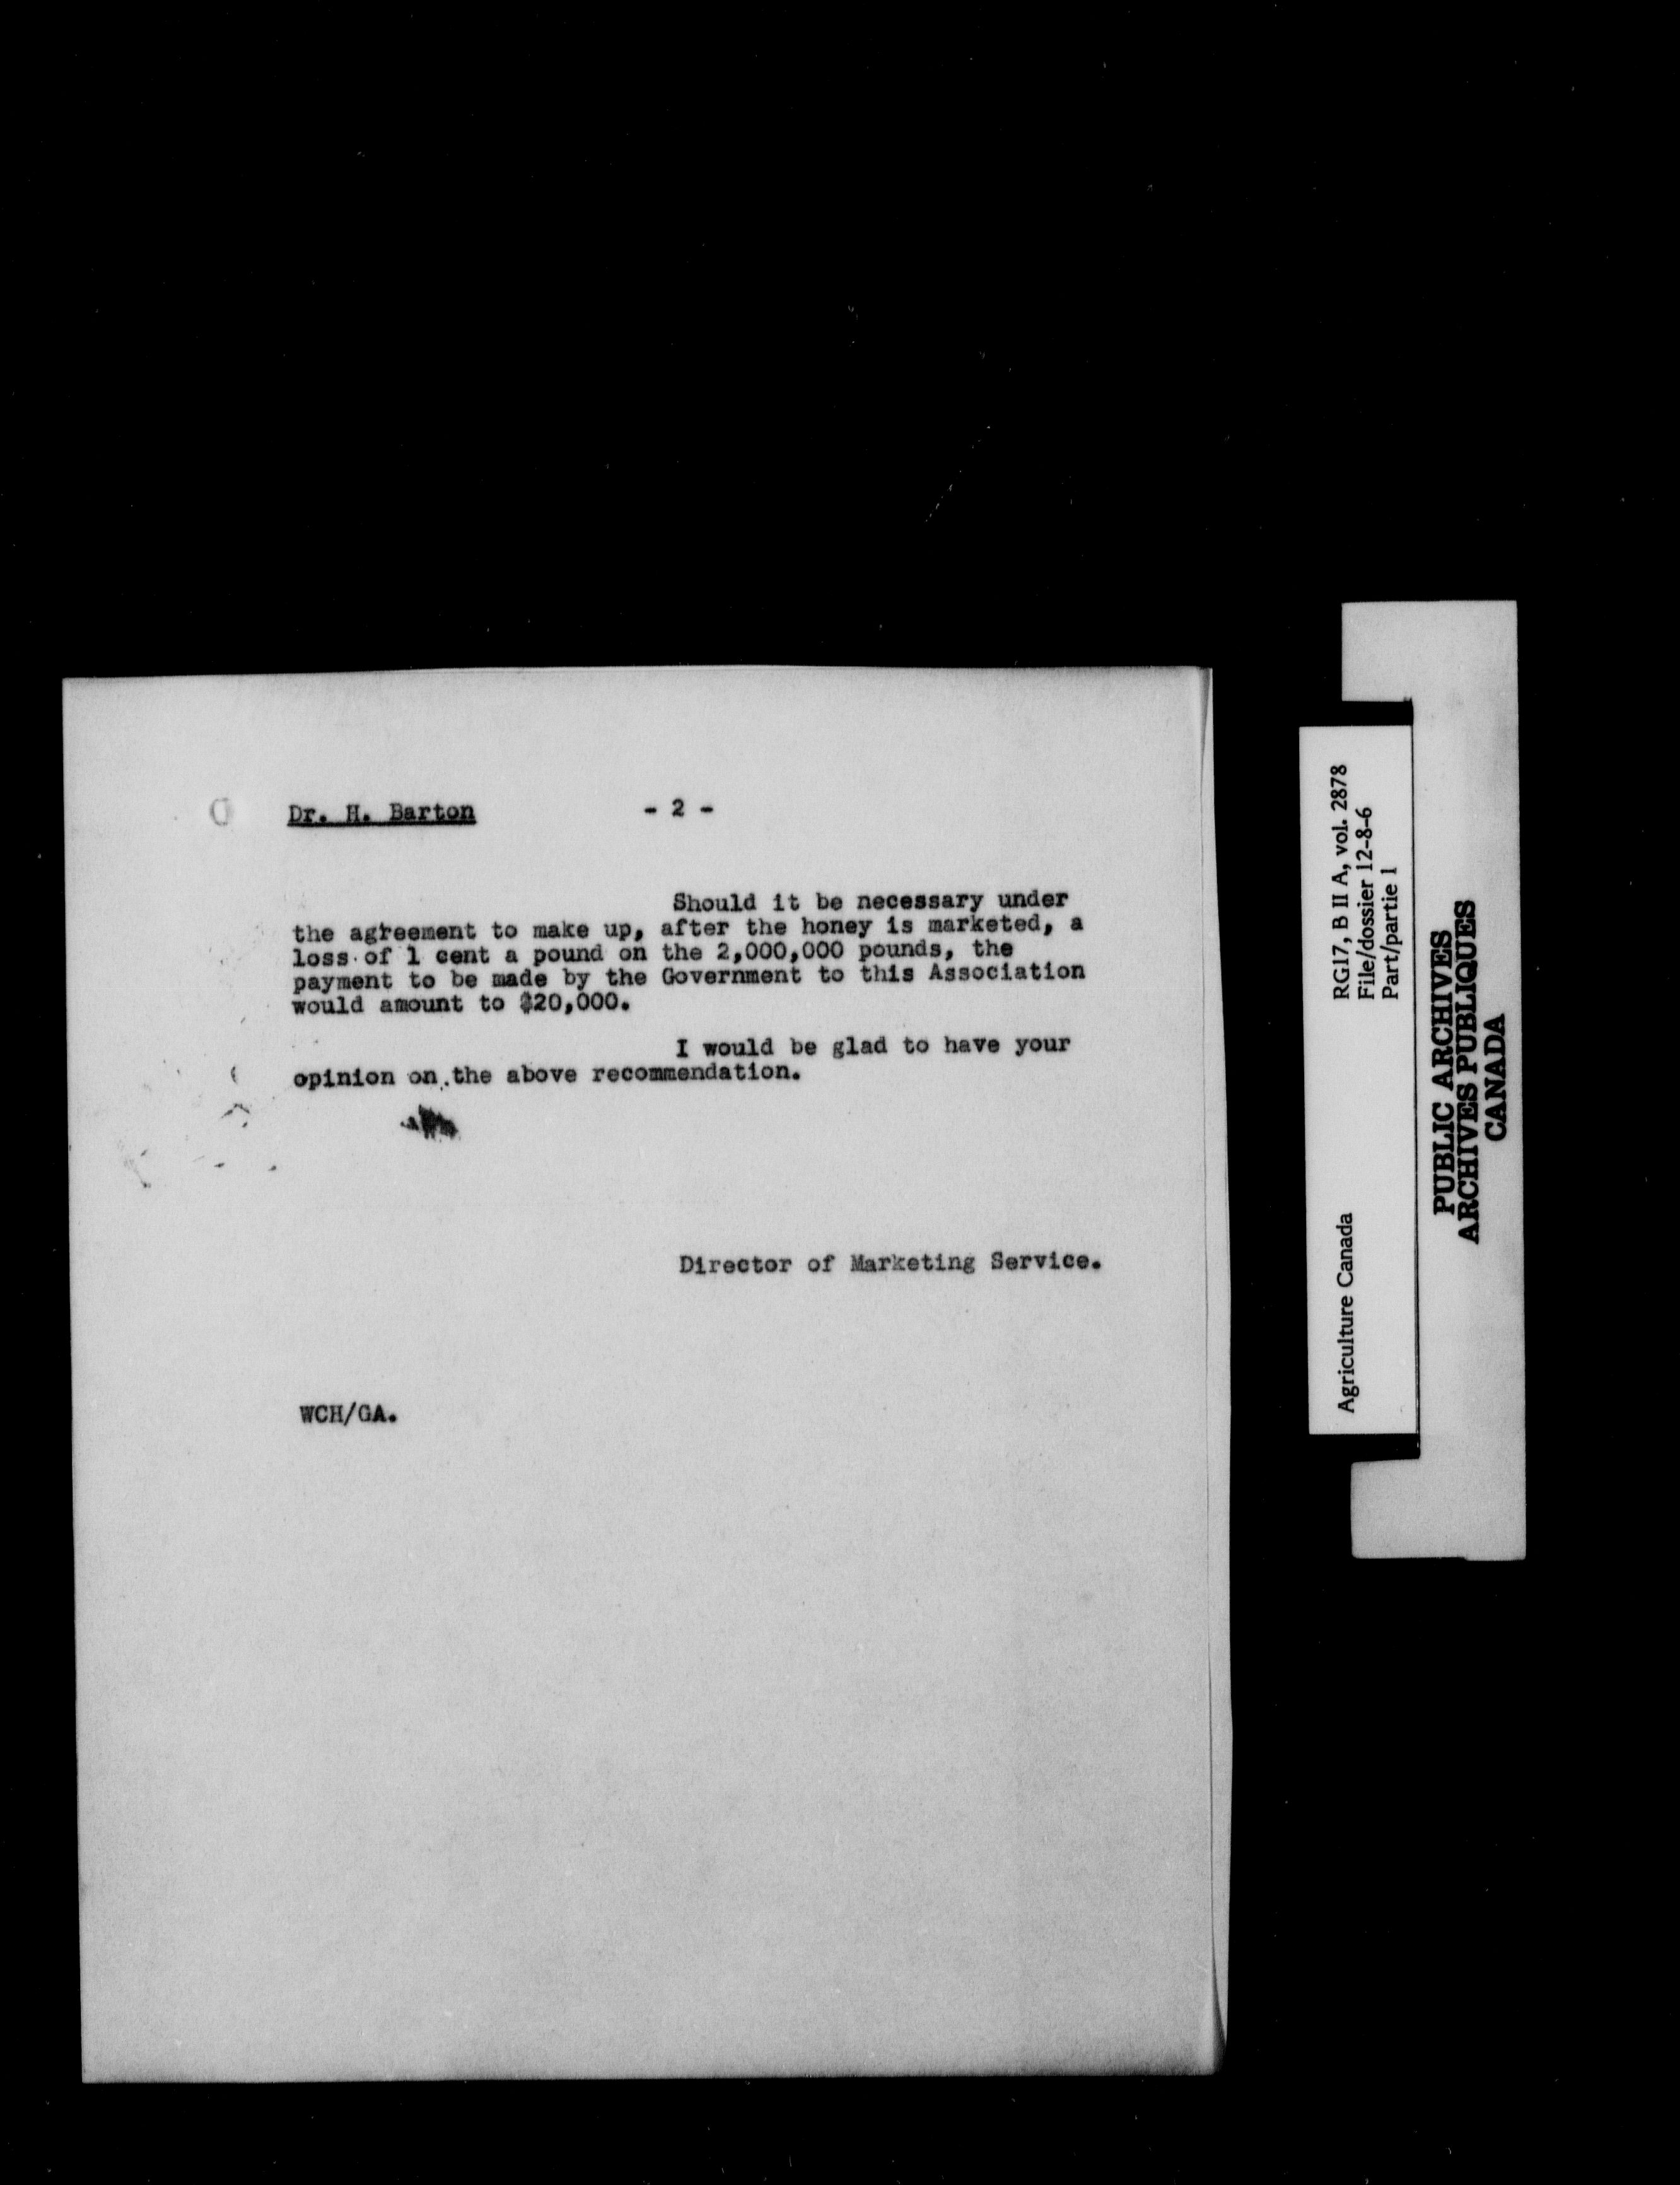 Dr. H. Barton - 2 -
Should it be necessary under
the agreement to make up, after the honey is marketed, a
loss of 1 cent a pound on the 2,000,000 pounds, the
payment to be made by the Government to this Association
would amount to $20,000.
I would be glad to have your
opinion on the above recommendation.
Director of Marketing Service.
WCH/GA.
Agriculture Canada
RG17, B II A, vol. 2878
File/dossier 12-8-6
Part/partie 1
PUBLIC ARCHIVES
ARCHIVES PUBLIQUES
CANADA